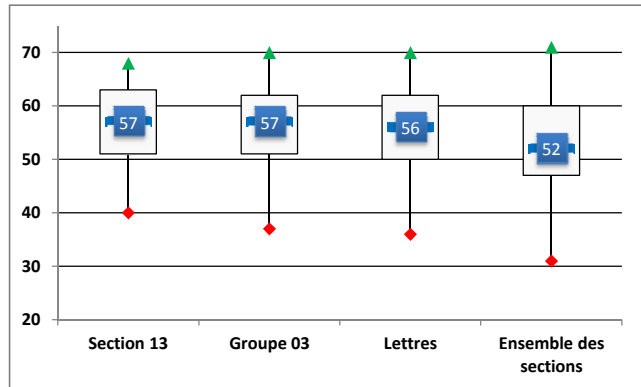 70
60
50
40
30
20
57
57
56
52
Section 13
Groupe 03
Lettres
Ensemble des
sections